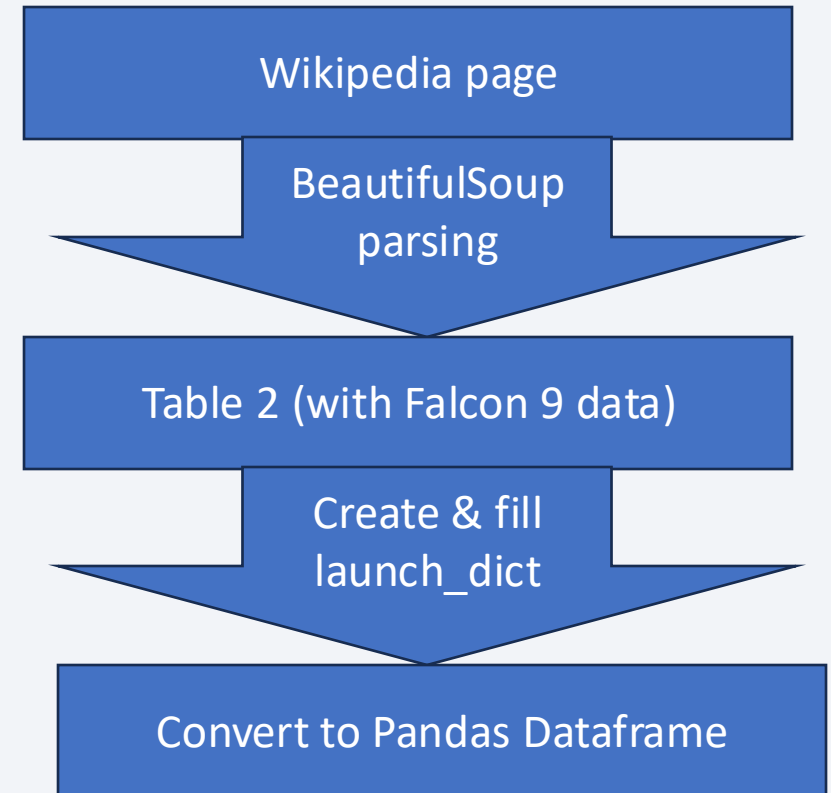 Wikipedia page
BeautifulSoup
parsing
Table 2 (with Falcon 9 data)
Create & fill
launch_dict
Convert to Pandas Dataframe